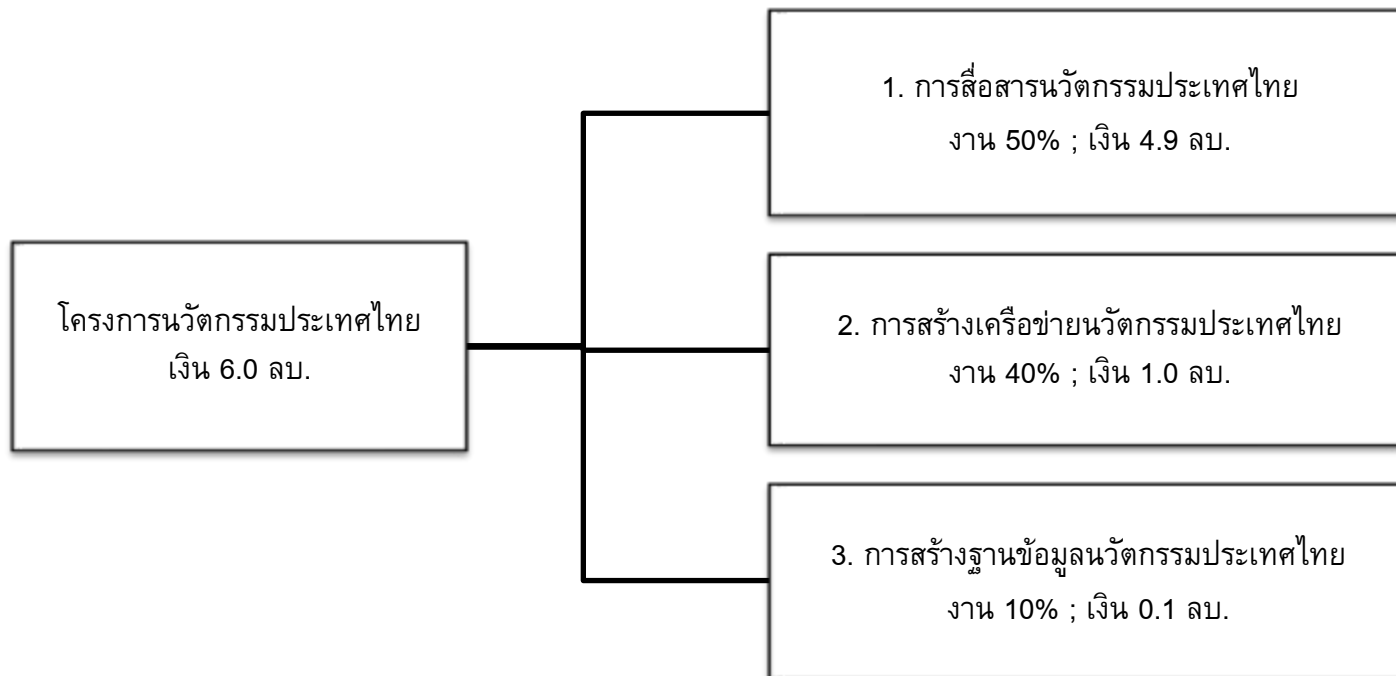 1. การสื่อสารนวัตกรรมประเทศไทย
งาน 50% ; เงิน 4.9 ลบ.
โครงการนวัตกรรมประเทศไทย
เงิน 6.0 ลบ.
2. การสร้างเครือข่ายนวัตกรรมประเทศไทย
งาน 40% ; เงิน 1.0 ลบ.
3. การสร้างฐานข้อมูลนวัตกรรมประเทศไทย
งาน 10% ; เงิน 0.1 ลบ.